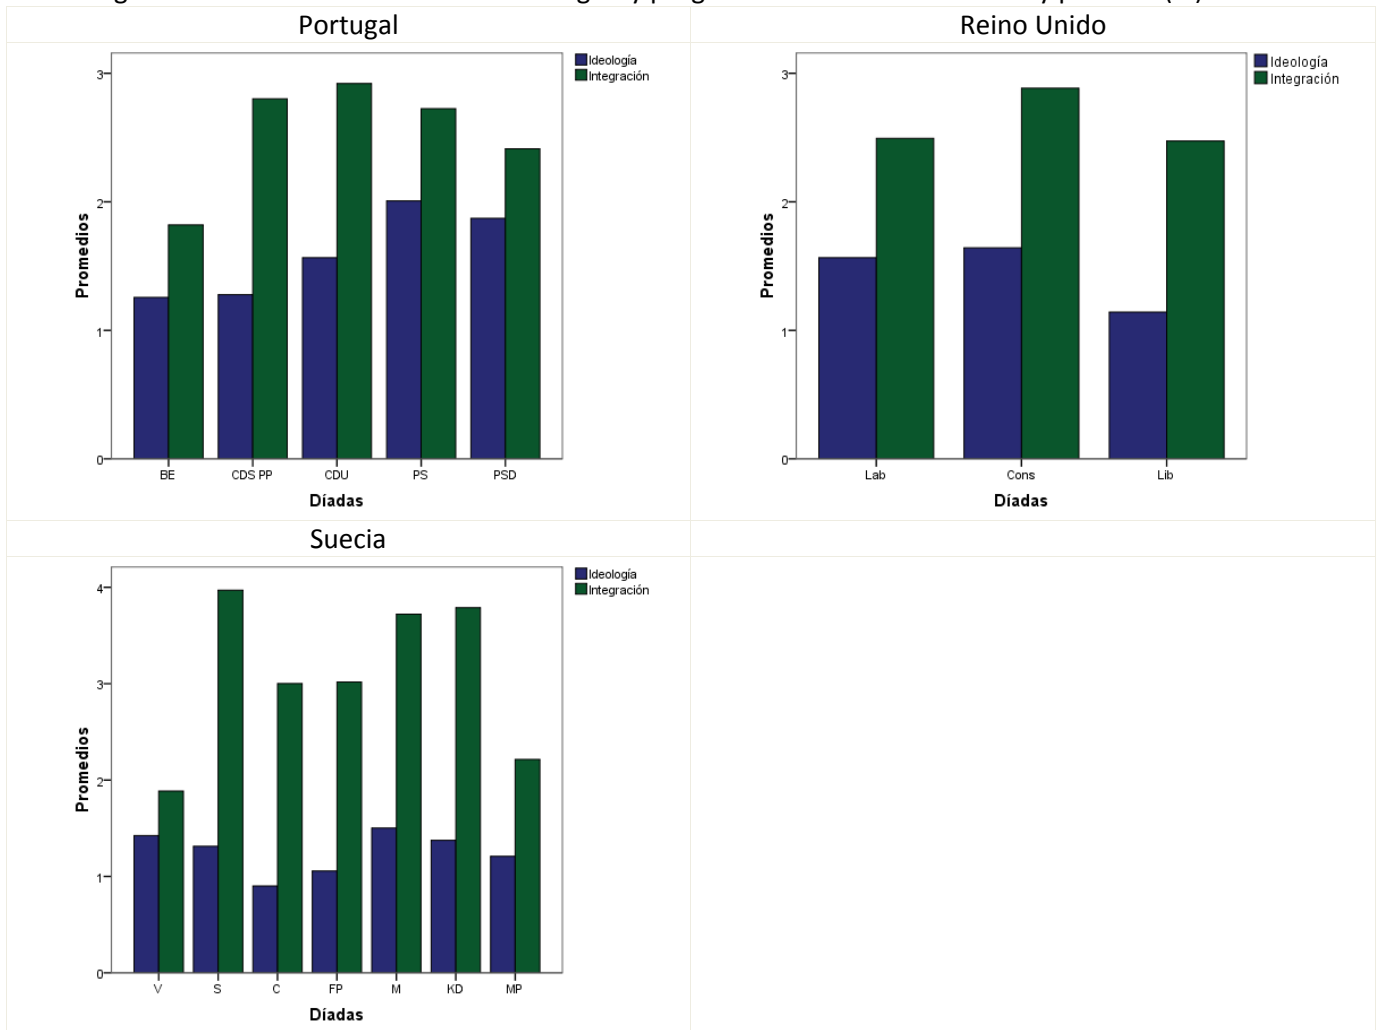 Portugal
Reino Unido
Ideología
Integración
3
2
1
0
Promedios
BE CDS PP CDU PS PSD
Díadas
Ideología
Integración
3
2
1
0
Promedios
Lab Cons Lib
Díadas
Suecia
Ideología
Integración
4
3
2
1
0
Promedios
V S C FP M KD MP
Díadas